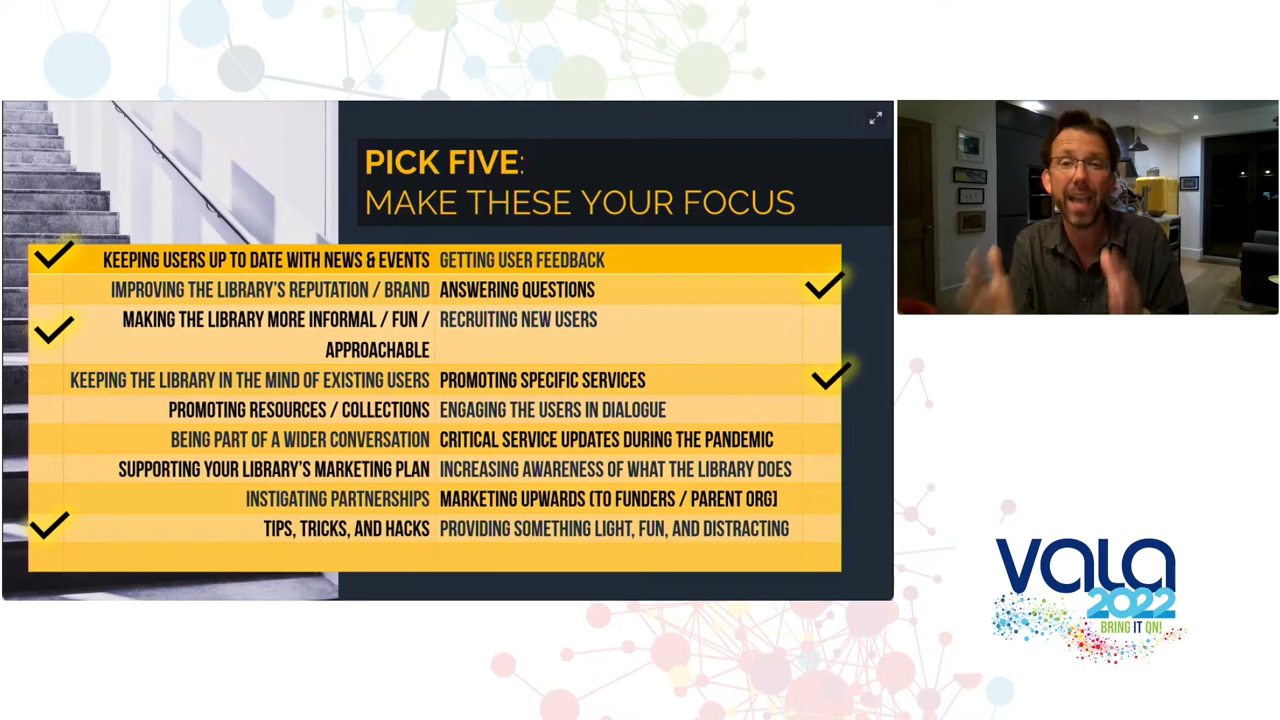 PICK FIVE:
MAKE THESE YOUR FOCUS
KEEPING USERS UP TO DATE WITH NEWS & EVENTS GETTING USER FEEDBACK
IMPROVING THE LIBRARY'S REPUTATION / BRAND ANSWERING QUESTIONS
MAKING THE LIBRARY MORE INFORMAL / FUN / RECRUITING NEW USERS
APPROACHABLE
KEEPING THE LIBRARY IN THE MIND OF EXISTING USERS PROMOTING SPECIFIC SERVICES
PROMOTING RESOURCES / COLLECTIONS ENGAGING THE USERS IN DIALOGUE
BEING PART OF A WIDER CONVERSATION CRITICAL SERVICE UPDATES DURING THE PANDEMIC
SUPPORTING YOUR LIBRARY'S MARKETING PLAN INCREASING AWARENESS OF WHAT THE LIBRARY DOES
INSTIGATING PARTNERSHIPS MARKETING UPWARDS (TO FUNDERS / PARENT ORG)
TIPS, TRICKS, AND HACKS PROVIDING SOMETHING LIGHT, FUN, AND DISTRACTING
VALA
2022
BRING IT ON!